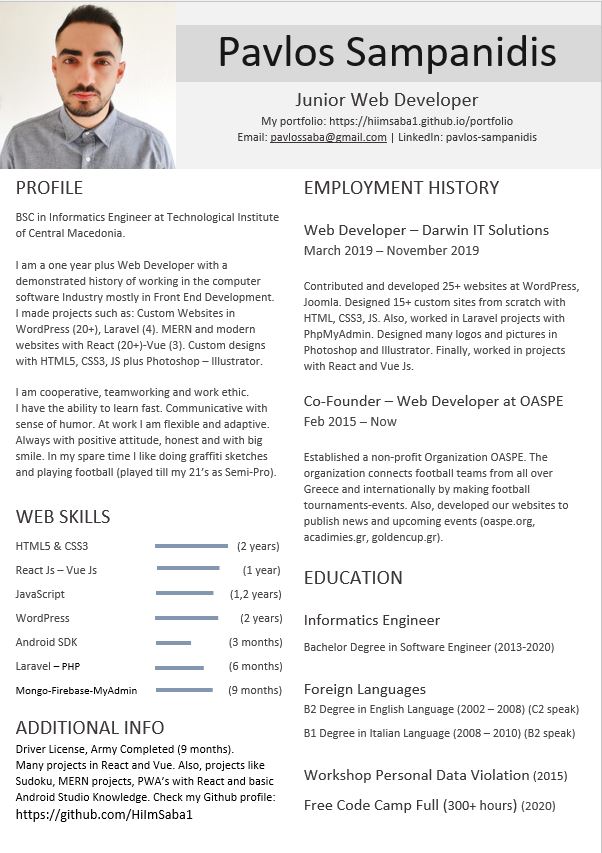 Pavlos Sampanidis
Junior Web Developer
My portfolio: https://hiimsaba1.github.io/portfolio
Email: pavlossaba@gmail.com | LinkedIn: pavlos-sampanidis
PROFILE
BSC in Informatics Engineer at Technological Institute
of Central Macedonia.
I am a one year plus Web Developer with a
demonstrated history of working in the computer
software Industry mostly in Front End Development.
I made projects such as: Custom Websites in
WordPress (20+), Laravel (4). MERN and modern
websites with React (20+)-Vue (3). Custom designs
with HTML5, CSS3, JS plus Photoshop – Illustrator.
I am cooperative, teamworking and work ethic.
I have the ability to learn fast. Communicative with
sense of humor. At work I am flexible and adaptive.
Always with positive attitude, honest and with big
smile. In my spare time I like doing graffiti sketches
and playing football (played till my 21's as Semi-Pro).
WEB SKILLS
HTML5 & CSS3 (2 years)
React Js – Vue Js (1 year)
JavaScript (1,2 years)
WordPress (2 years)
Android SDK (3 months)
Laravel – PHP (6 months)
Mongo-Firebase-MyAdmin (9 months)
ADDITIONAL INFO
Driver License, Army Completed (9 months).
Many projects in React and Vue. Also, projects like
Sudoku, MERN projects, PWA's with React and basic
Android Studio Knowledge. Check my Github profile:
https://github.com/HiImSaba1
EMPLOYMENT HISTORY
Web Developer – Darwin IT Solutions
March 2019 – November 2019
Contributed and developed 25+ websites at WordPress,
Joomla. Designed 15+ custom sites from scratch with
HTML, CSS3, JS. Also, worked in Laravel projects with
PhpMyAdmin. Designed many logos and pictures in
Photoshop and Illustrator. Finally, worked in projects
with React and Vue Js.
Co-Founder – Web Developer at OASPE
Feb 2015 – Now
Established a non-profit Organization OASPE. The
organization connects football teams from all over
Greece and internationally by making football
tournaments-events. Also, developed our websites to
publish news and upcoming events (oaspe.org,
acadimies.gr, goldencup.gr).
EDUCATION
Informatics Engineer
Bachelor Degree in Software Engineer (2013-2020)
Foreign Languages
B2 Degree in English Language (2002 – 2008) (C2 speak)
B1 Degree in Italian Language (2008 – 2010) (B2 speak)
Workshop Personal Data Violation (2015)
Free Code Camp Full (300+ hours) (2020)